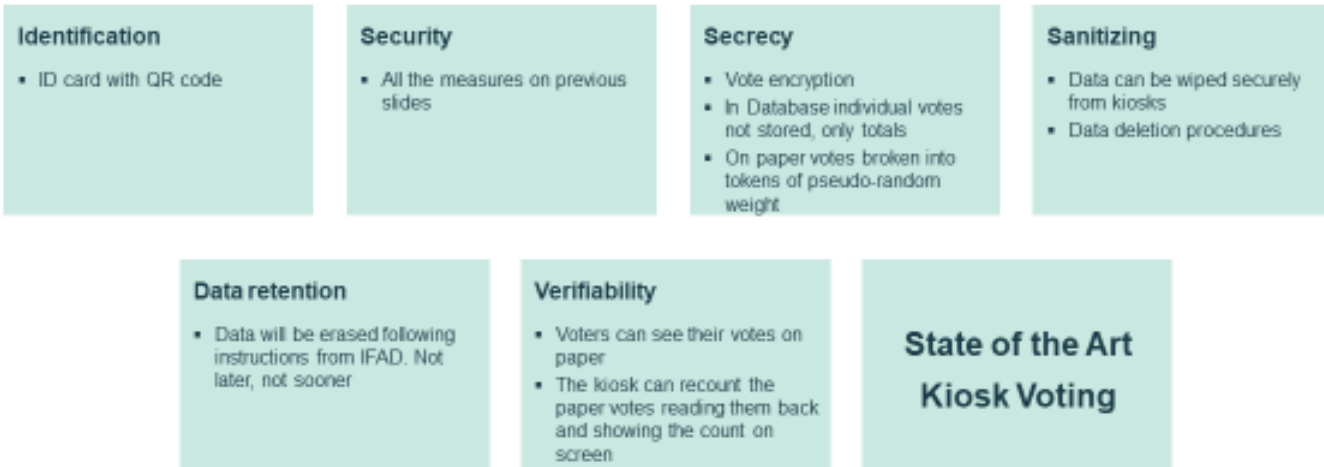 Identification
▪ ID card with QR code
Security
▪ All the measures on previous
slides
Secrecy
▪ Vote encryption
▪ In Database individual votes
not stored, only totals
▪ On paper votes broken into
tokens of pseudo-random
weight
Sanitizing
▪ Data can be wiped securely
from kiosks
▪ Data deletion procedures
Data retention
▪ Data will be erased following
instructions from IFAD. Not
later, not sooner
Verifiability
▪ Voters can see their votes on
paper
▪ The kiosk can recount the
paper votes reading them back
and showing the count on
screen
State of the Art
Kiosk Voting